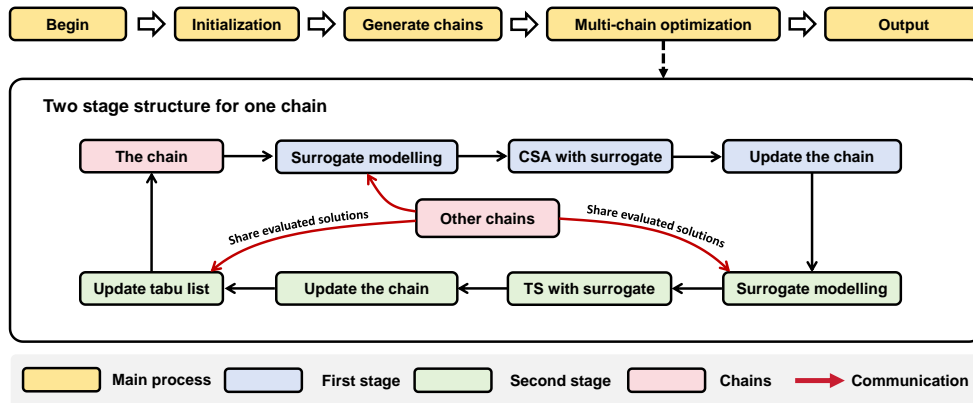 Begin
Initialization
Generate chains
Multi-chain optimization
Output
Two stage structure for one chain
The chain
Surrogate modelling
CSA with surrogate
Update the chain
Other chains
Share evaluated solutions
Share evaluated solutions
Update tabu list
Update the chain
TS with surrogate
Surrogate modelling
Main process
First stage
Second stage
Chains
Communication